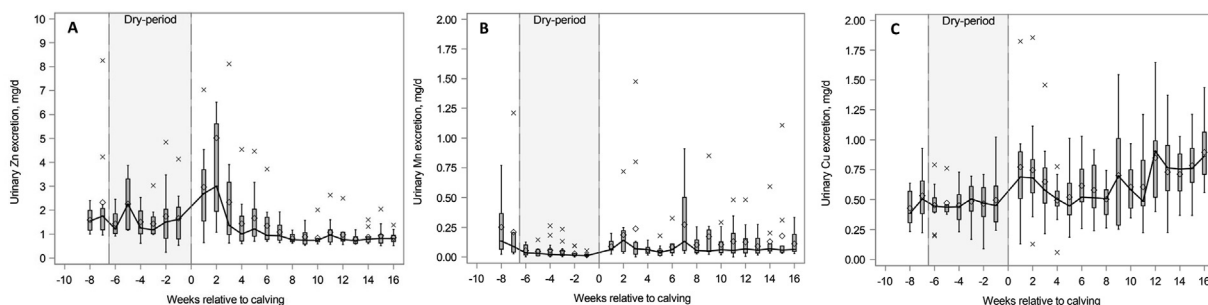 A
Dry-period
Urinary Zn excretion, mg/d
10
9
8
7
6
5
4
3
2
1
0
-10 -8 -6 -4 -2 0 2 4 6 8 10 12 14 16
Weeks relative to calving
B
Dry-period
Urinary Mn excretion, mg/d
2.00
1.75
1.50
1.25
1.00
0.75
0.50
0.25
0.00
-10 -8 -6 -4 -2 0 2 4 6 8 10 12 14 16
Weeks relative to calving
C
Dry-period
Urinary Cu excretion, mg/d
2.00
1.75
1.50
1.25
1.00
0.75
0.50
0.25
0.00
-10 -8 -6 -4 -2 0 2 4 6 8 10 12 14 16
Weeks relative to calving